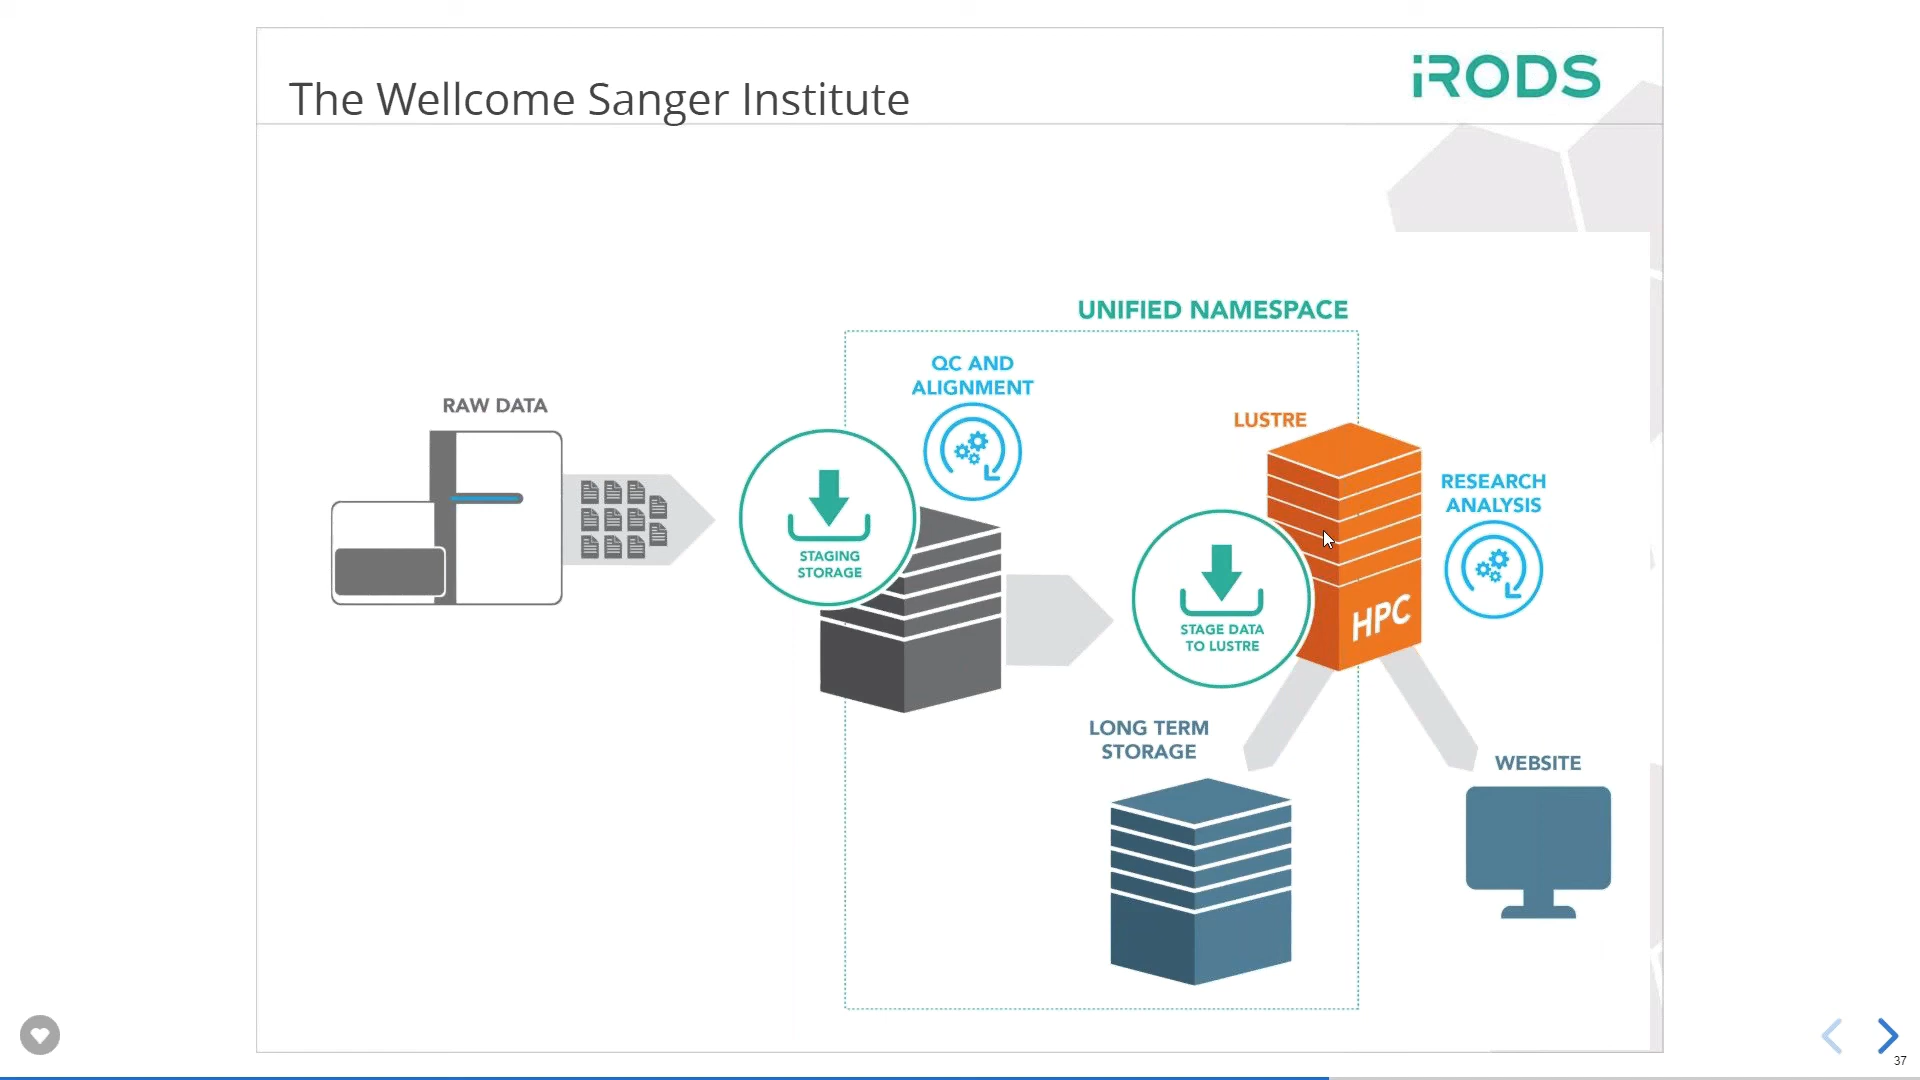 The Wellcome Sanger Institute
iRODS
UNIFIED NAMESPACE
QC AND
ALIGNMENT
RAW DATA
LUSTRE
RESEARCH
ANALYSIS
STAGING
STORAGE
HPC
STAGE DATA
TO LUSTRE
LONG TERM
STORAGE
WEBSITE
37